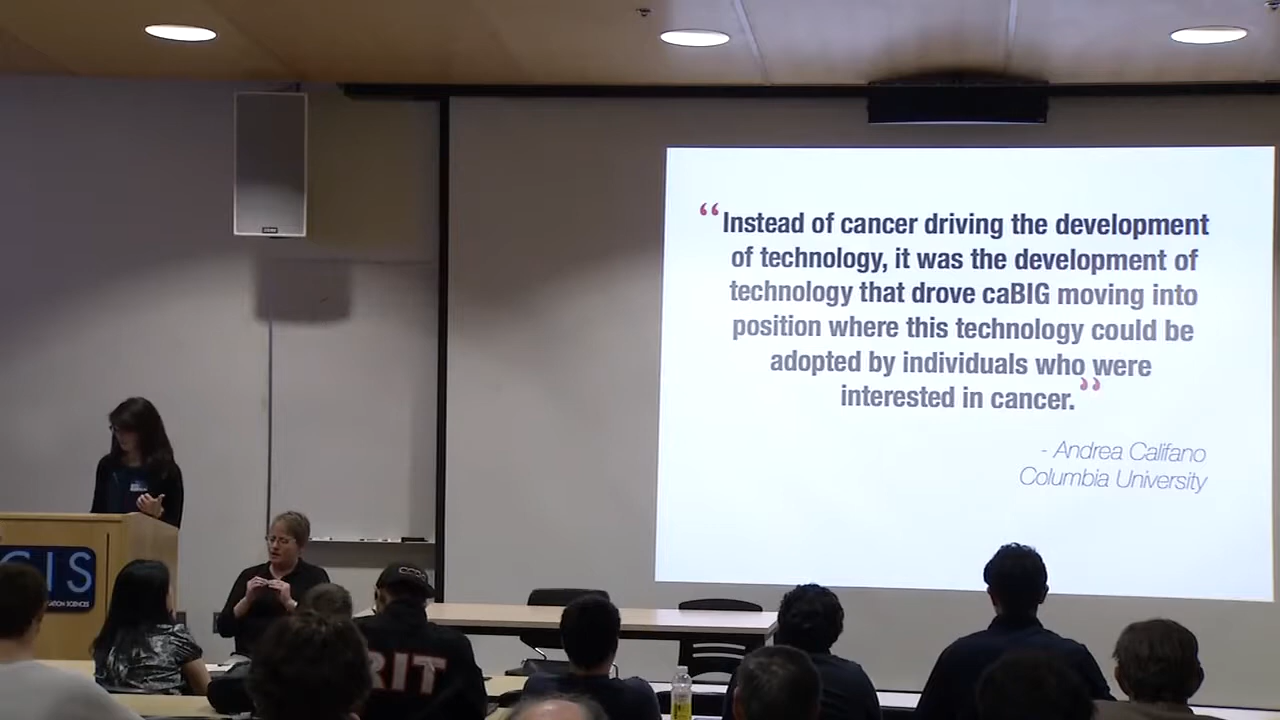 “Instead of cancer driving the development
of technology, it was the development of
technology that drove caBIG moving into
position where this technology could be
adopted by individuals who were
interested in cancer.”
- Andrea Califano
Columbia University
CIS
SCIENCES
RIT